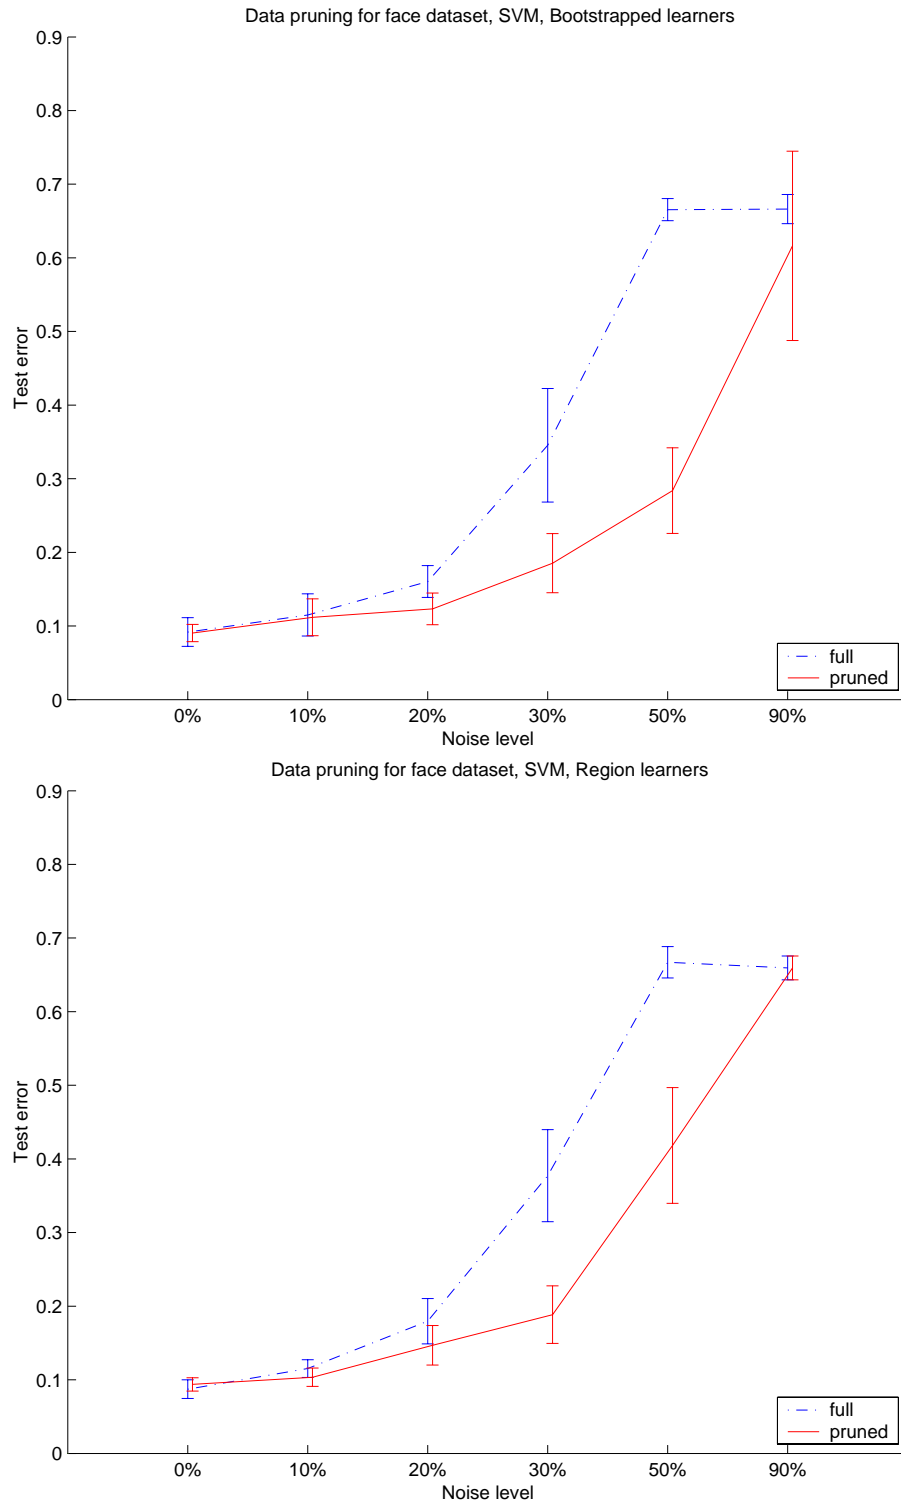 Data pruning for face dataset, SVM, Bootstrapped learners
0.9
0.8
0.7
0.6
0.5
0.4
0.3
0.2
0.1
0
Test error
0% 10% 20% 30% 50% 90%
Noise level
full
pruned
Data pruning for face dataset, SVM, Region learners
0.9
0.8
0.7
0.6
0.5
0.4
0.3
0.2
0.1
0
Test error
0% 10% 20% 30% 50% 90%
Noise level
full
pruned